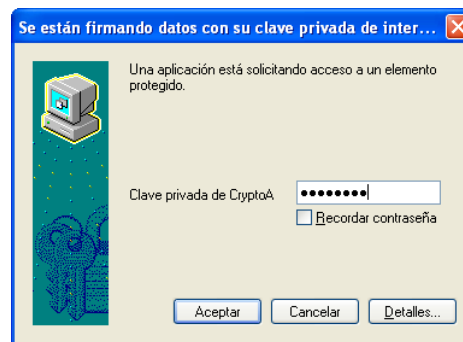 Se están firmando datos con su clave privada de inter...
Una aplicación está solicitando acceso a un elemento
protegido.
Clave privada de CryptoA
Recordar contraseña
Aceptar
Cancelar
Detalles...